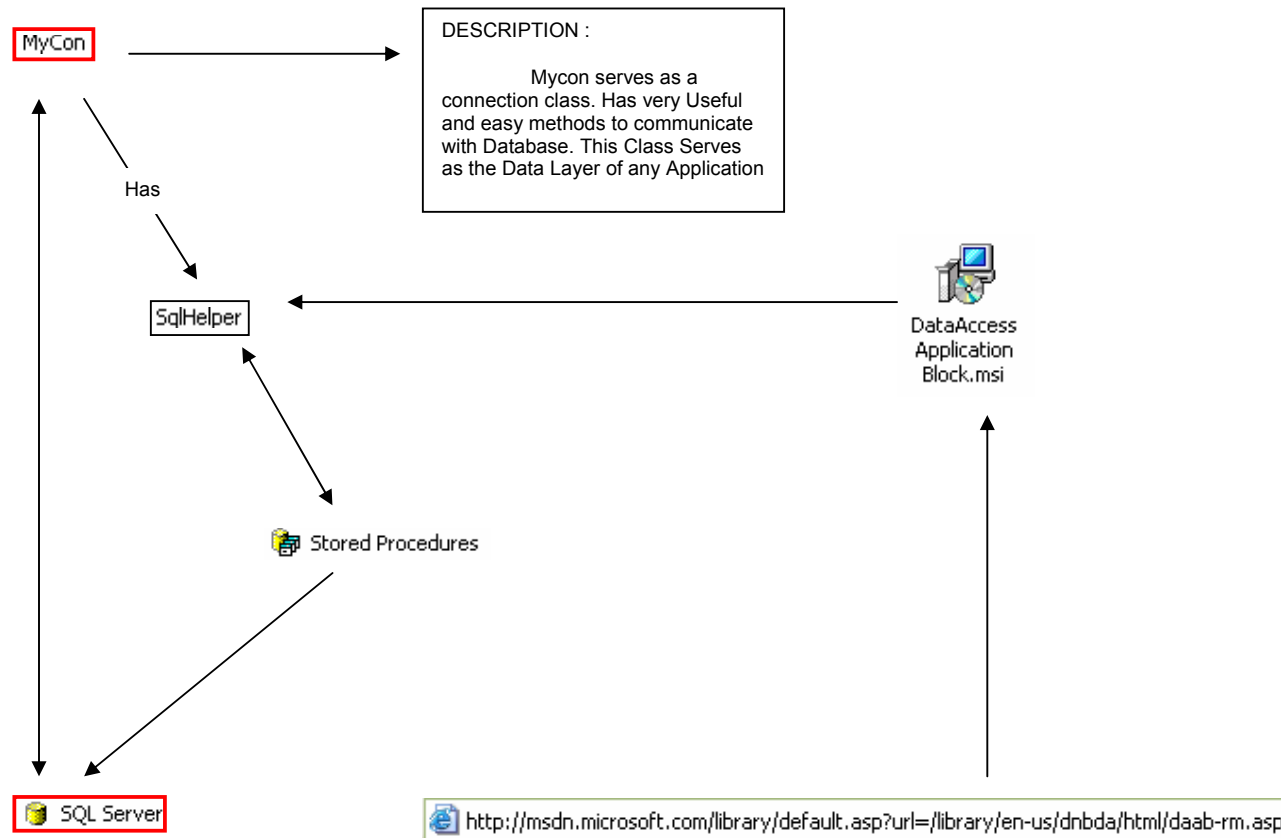 MyCon
DESCRIPTION :
Mycon serves as a
connection class. Has very Useful
and easy methods to communicate
with Database. This Class Serves
as the Data Layer of any Application
Has
SqlHelper
DataAccess
Application
Block.msi
Stored Procedures
SQL Server
http://msdn.microsoft.com/library/default.asp?url=/library/en-us/dnbda/html/daab-rm.asp